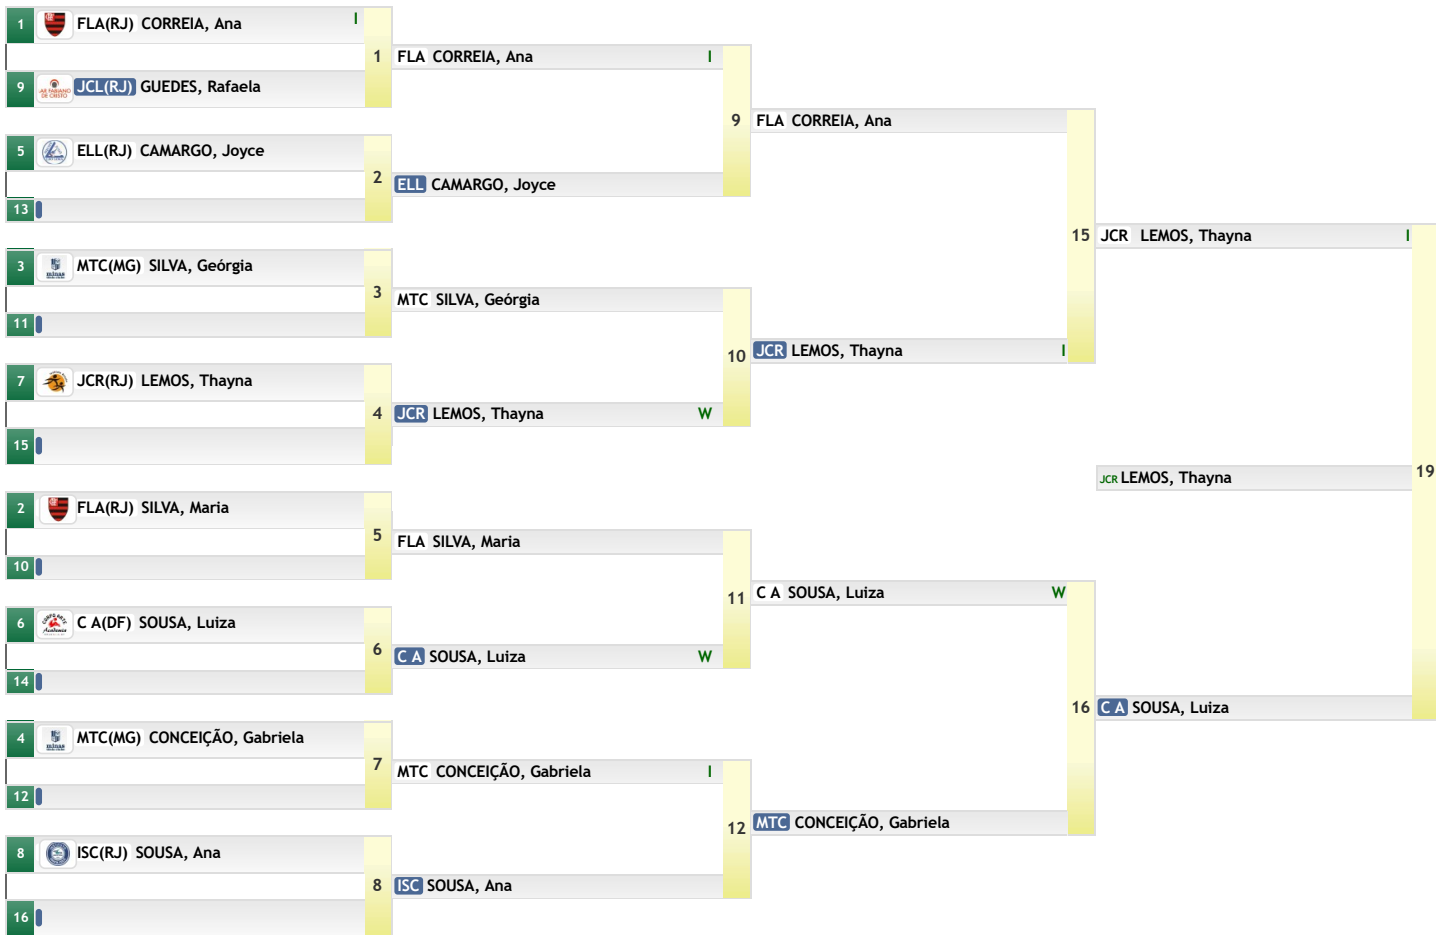 1 FLA(RJ) CORREIA, Ana I
1 FLA CORREIA, Ana I
9 JCL(RJ) GUEDES, Rafaela
9 FLA CORREIA, Ana
5 ELL(RJ) CAMARGO, Joyce
2 ELL CAMARGO, Joyce
13
15 JCR LEMOS, Thayna I
3 MTC(MG) SILVA, Geórgia
3 MTC SILVA, Geórgia
11
10 JCR LEMOS, Thayna I
7 JCR(RJ) LEMOS, Thayna
4 JCR LEMOS, Thayna W
15
JCR LEMOS, Thayna 19
2 FLA(RJ) SILVA, Maria
5 FLA SILVA, Maria
10
11 C A SOUSA, Luiza W
6 C A(DF) SOUSA, Luiza
6 C A SOUSA, Luiza W
14
16 C A SOUSA, Luiza
4 MTC(MG) CONCEIÇÃO, Gabriela
7 MTC CONCEIÇÃO, Gabriela I
12
12 MTC CONCEIÇÃO, Gabriela
8 ISC(RJ) SOUSA, Ana
8 ISC SOUSA, Ana
16